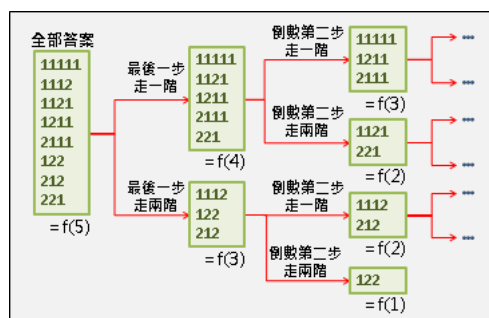 全部答案
11111
1112
1121
1211
2111
122
212
221
=f(5)
最後一步
走一階
11111
1121
1211
2111
221
=f(4)
最後一步
走兩階
1112
122
212
=f(3)
倒數第二步
走一階
11111
1211
2111
=f(3)
倒數第二步
走兩階
1121
221
=f(2)
倒數第二步
走一階
1112
212
=f(2)
倒數第二步
走兩階
122
=f(1)
...
...
...
...
...
...